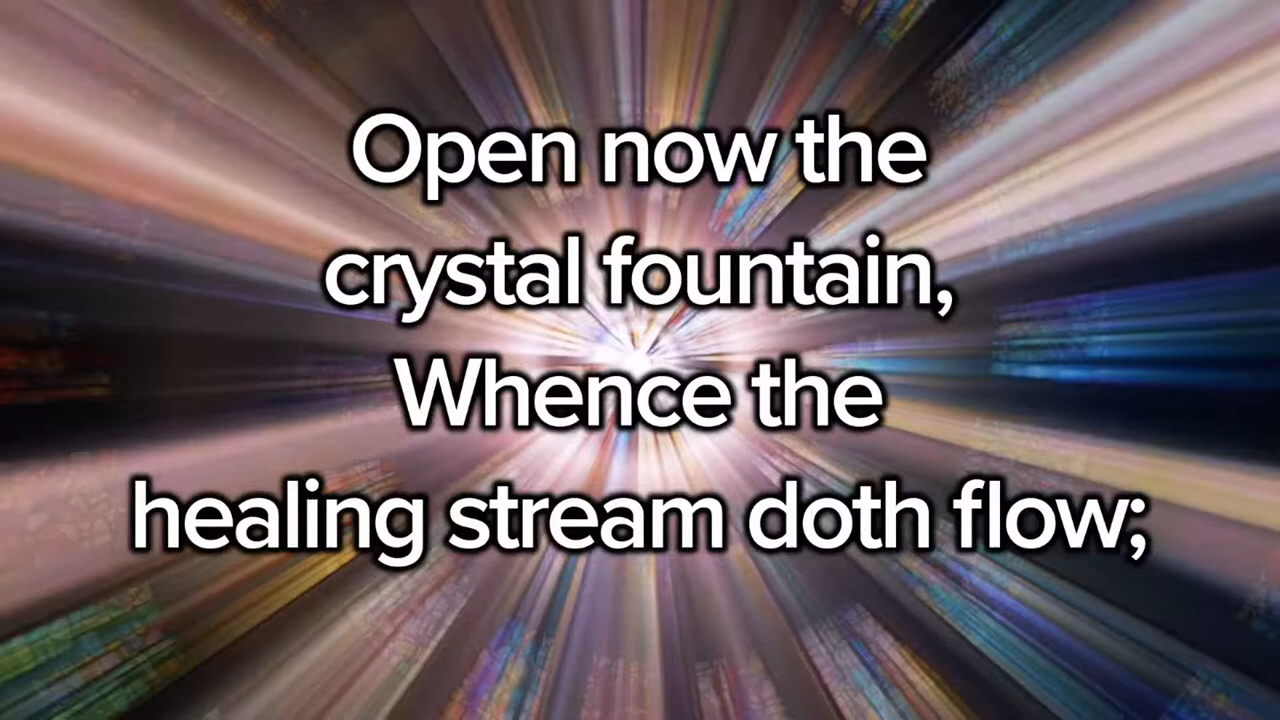 Open now the
crystal fountain,
Whence the
healing stream doth flow;